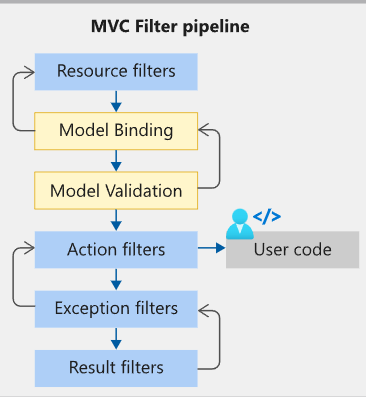 MVC Filter pipeline
Resource filters
Model Binding
Model Validation
</>
Action filters
User code
Exception filters
Result filters